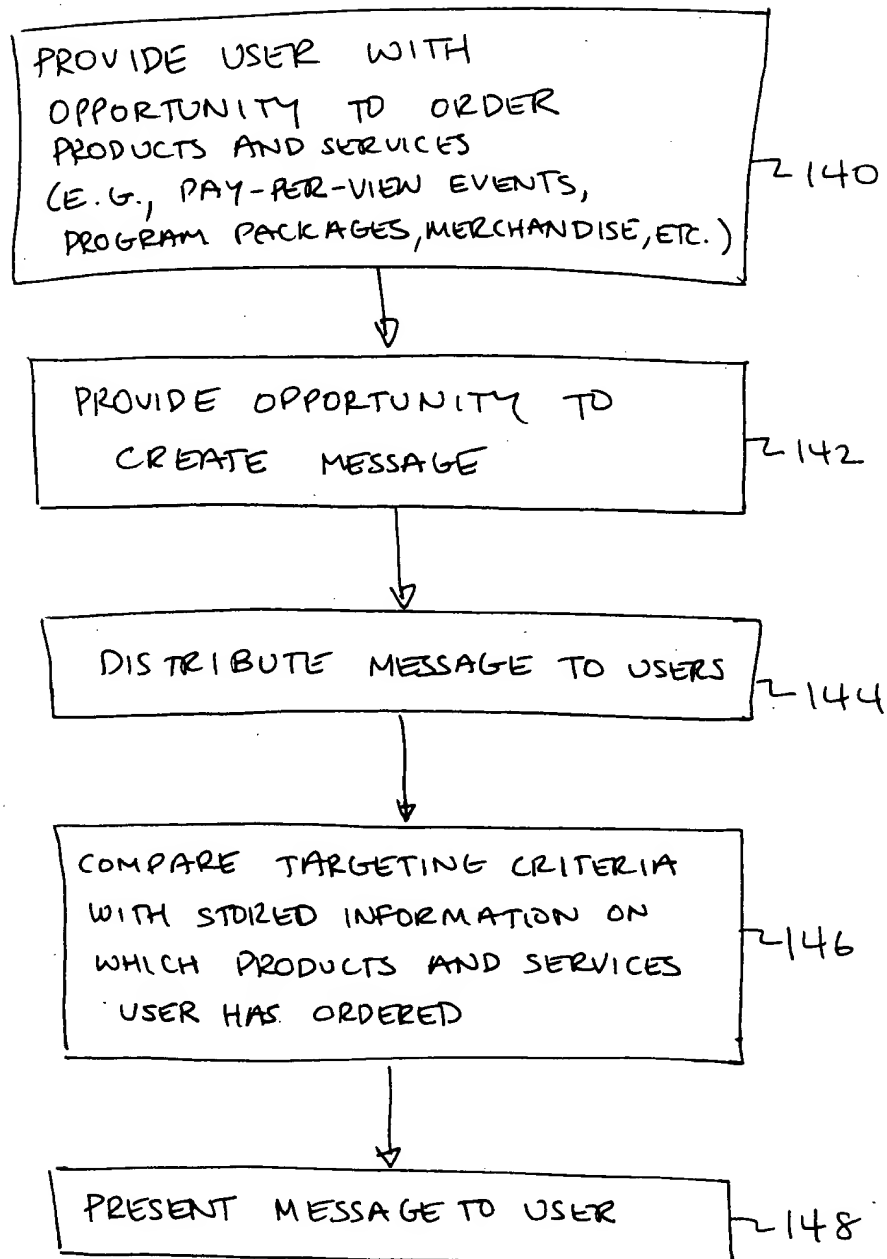 PROVIDE USER WITH
OPPORTUNITY TO ORDER
PRODUCTS AND SERVICES
(E.G., PAY-PER-VIEW EVENTS,
PROGRAM PACKAGES, MERCHANDISE, ETC.)
140
PROVIDE OPPORTUNITY TO
CREATE MESSAGE
142
DISTRIBUTE MESSAGE TO USERS
144
COMPARE TARGETING CRITERIA
WITH STORED INFORMATION ON
WHICH PRODUCTS AND SERVICES
USER HAS ORDERED
146
PRESENT MESSAGE TO USER
148